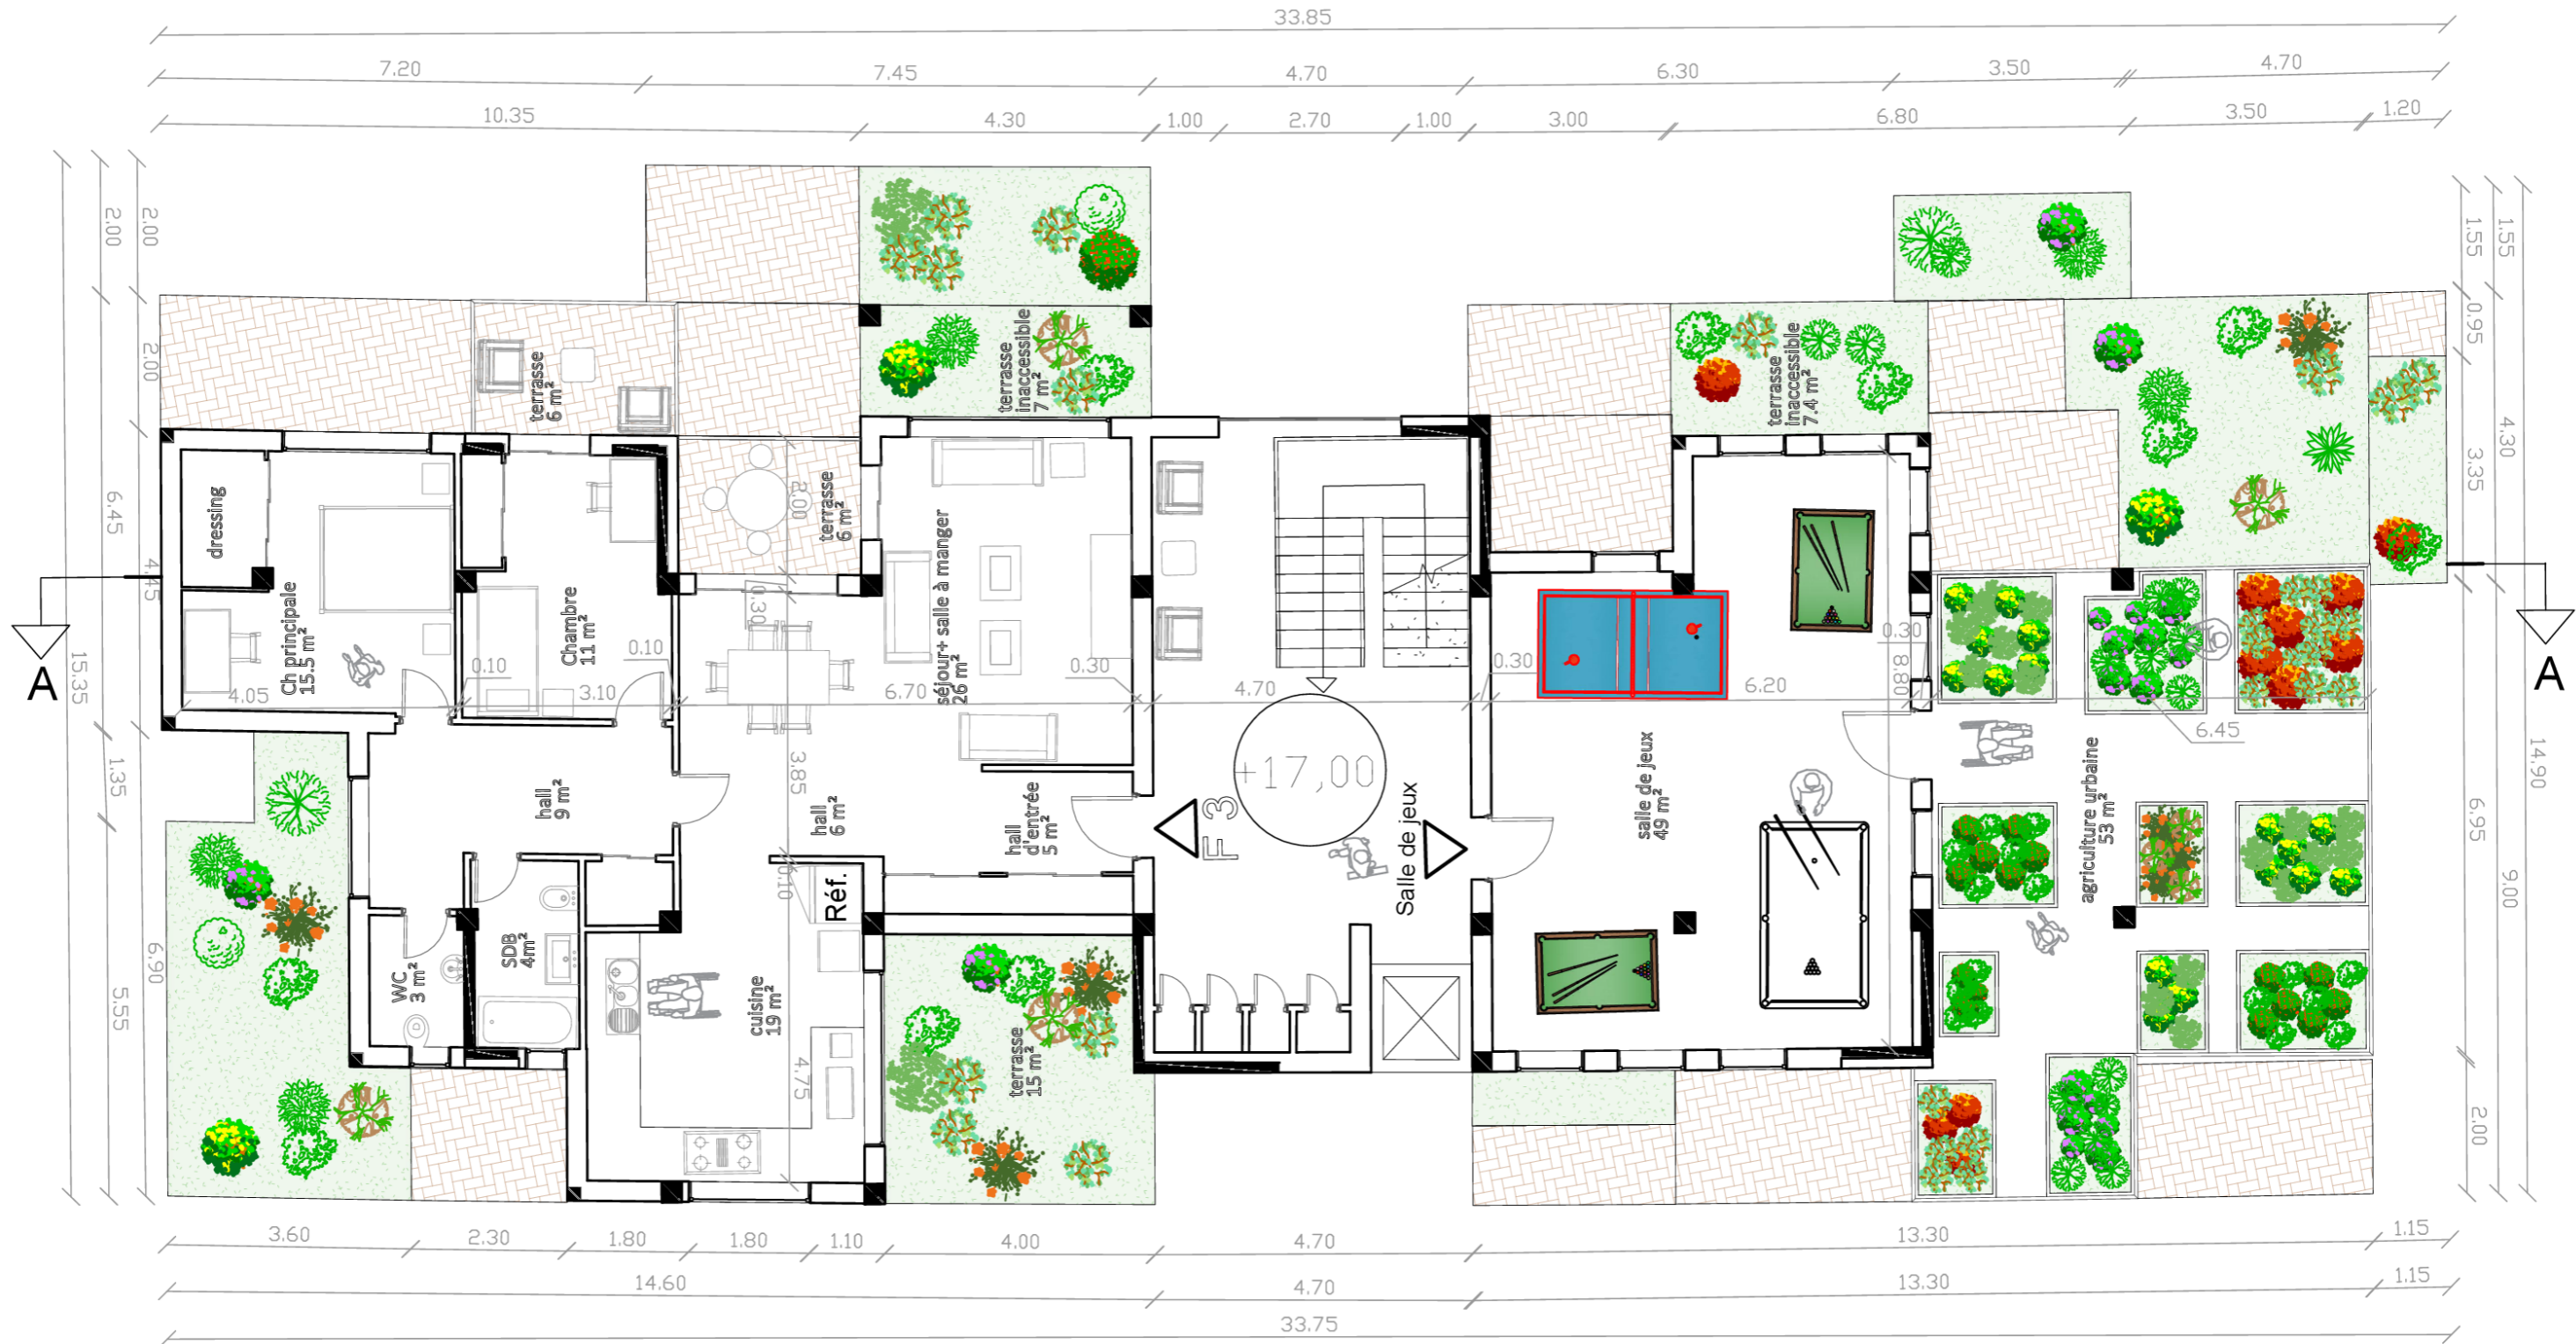 33.85
7.20 7.45 4.70 6.30 3.50 4.70
10.35 4.30 1.00 2.70 1.00 3.00 6.80 3.50 1.20
2.00
2.00
2.00
6.45
4.45
15.35
1.35
5.55
6.90
1.55
1.55
0.95
4.30
3.35
14.90
6.95
9.00
2.00
A
A
terrasse
6 m²
terrasse
inaccessible
7 m²
terrasse
inaccessible
7.4 m²
dressing
Ch principale
15.5 m²
Chambre
11 m²
terrasse
6 m²
2.00
0.30
séjour+ salle à manger
26 m²
4.05
0.10
3.10
0.10
6.70
0.30
4.70
0.30
6.20
0.30
8.80
6.45
3.85
hall
9 m²
hall
6 m²
hall
d'entrée
5 m²
F 3
+17,00
Salle de jeux
salle de jeux
49 m²
agriculture urbaine
53 m²
0.10
Réf.
WC
3 m²
SDB
4m²
cuisine
19 m²
4.75
terrasse
15 m²
3.60 2.30 1.80 1.80 1.10 4.00 4.70 13.30 1.15
14.60 4.70 13.30 1.15
33.75